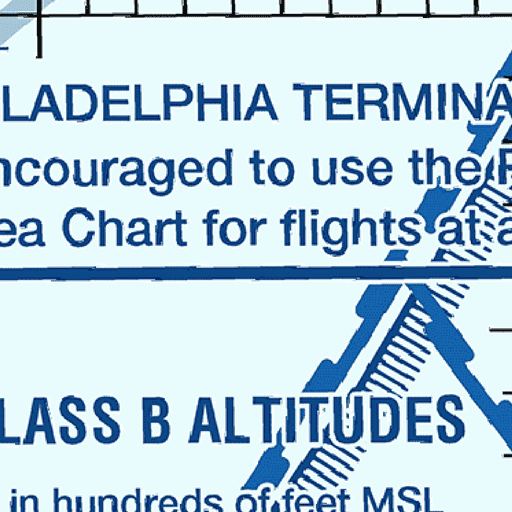 LADELPHIA TERMINA
ncouraged to use the P
ea Chart for flights at a
LASS B ALTITUDES
in hundreds of feet MSL